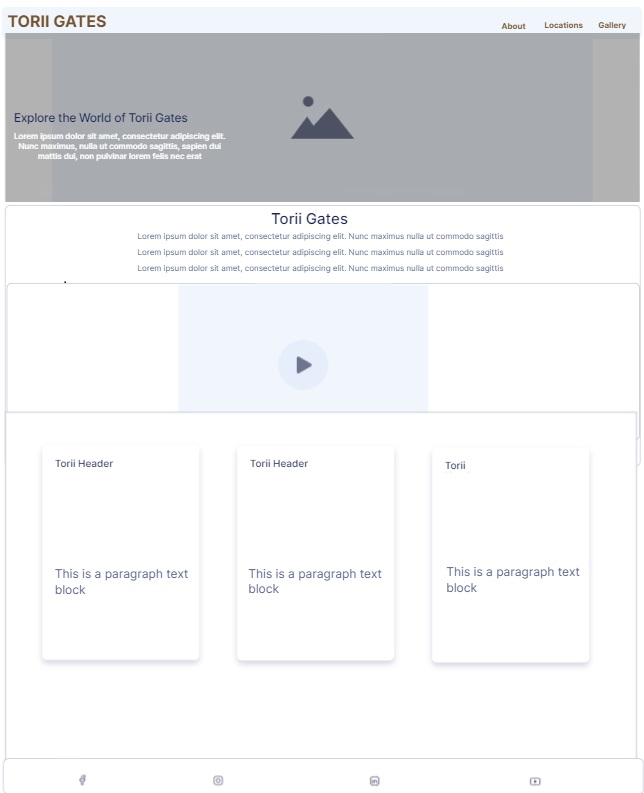 TORII GATES
About Locations Gallery
Explore the World of Torii Gates
Lorem ipsum dolor sit amet, consectetur adipiscing elit.
Nunc maximus, nulla ut commodo sagittis, sapien dui
mattis dui, non pulvinar lorem felis nec erat
Torii Gates
Lorem ipsum dolor sit amet, consectetur adipiscing elit. Nunc maximus nulla ut commodo sagittis
Lorem ipsum dolor sit amet, consectetur adipiscing elit. Nunc maximus nulla ut commodo sagittis
Lorem ipsum dolor sit amet, consectetur adipiscing elit. Nunc maximus nulla ut commodo sagittis
Torii Header
This is a paragraph text
block
Torii Header
This is a paragraph text
block
Torii
This is a paragraph text
block